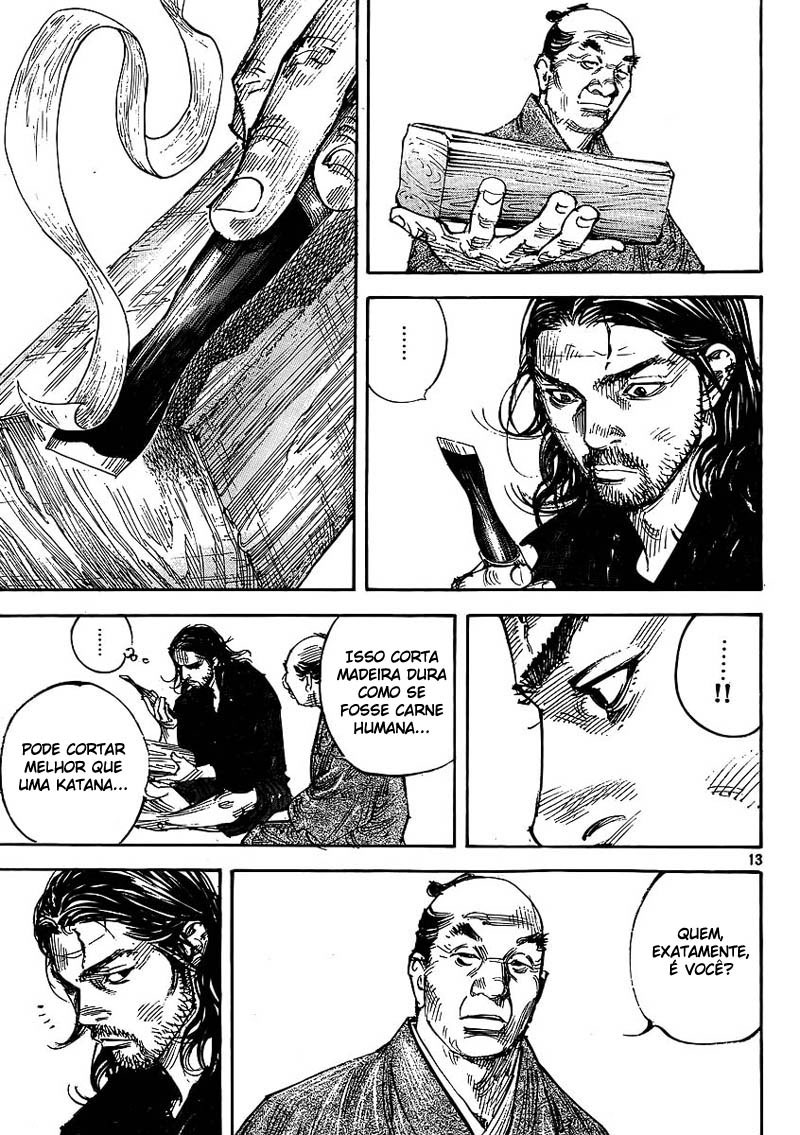 ......
......!!
ISSO CORTA
MADEIRA DURA
COMO SE
FOSSE CARNE
HUMANA...
......
PODE CORTAR
MELHOR QUE
UMA KATANA...
13
QUEM,
EXATAMENTE,
É VOCÊ?